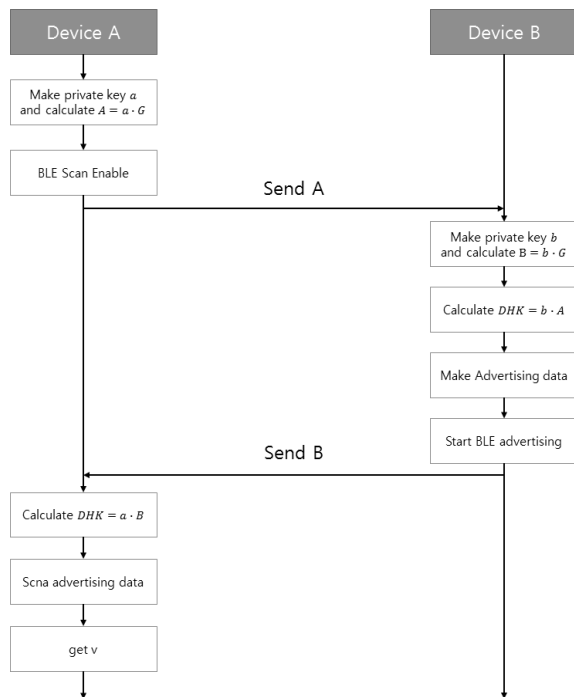 Device A
Device B
Make private key a
and calculate A = a · G
BLE Scan Enable
Send A
Make private key b
and calculate B = b · G
Calculate DHK = b · A
Make Advertising data
Start BLE advertising
Send B
Calculate DHK = a · B
Scna advertising data
get v